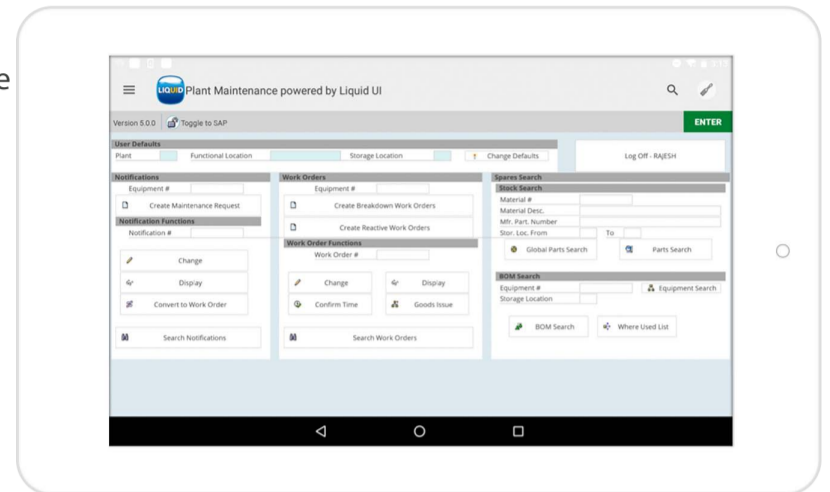 e
2:17
LIQUID Plant Maintenance powered by Liquid UI
Version 5.0.0 Toggle to SAP ENTER
User Defaults
Plant Functional Location Storage Location Change Defaults Log Off - RAJESH
Notifications
Equipment #
Create Maintenance Request
Notification Functions
Notification #
Change
Display
Convert to Work Order
Search Notifications
Work Orders
Equipment #
Create Breakdown Work Orders
Create Reactive Work Orders
Work Order Functions
Work Order #
Change Display
Confirm Time Goods Issue
Search Work Orders
Spares Search
Stock Search
Material #
Material Desc.
Mfr. Part. Number
Stor. Loc. From To
Global Parts Search Parts Search
BOM Search
Equipment # Equipment Search
Storage Location
BOM Search Where Used List